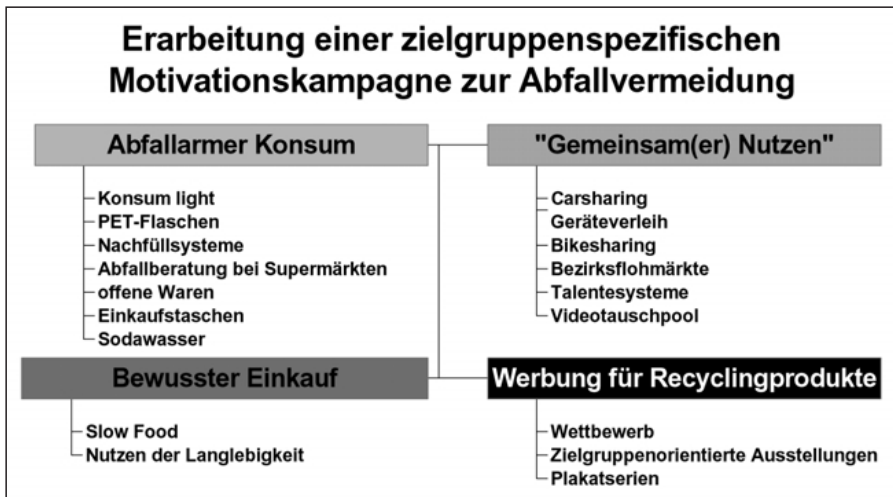 Erarbeitung einer zielgruppenspezifischen
Motivationskampagne zur Abfallvermeidung
Abfallarmer Konsum
Konsum light
PET-Flaschen
Nachfüllsysteme
Abfallberatung bei Supermärkten
offene Waren
Einkaufstaschen
Sodawasser
"Gemeinsam(er) Nutzen"
Carsharing
Geräteverleih
Bikesharing
Bezirksflohmärkte
Talentesysteme
Videotauschpool
Bewusster Einkauf
Slow Food
Nutzen der Langlebigkeit
Werbung für Recyclingprodukte
Wettbewerb
Zielgruppenorientierte Ausstellungen
Plakatserien